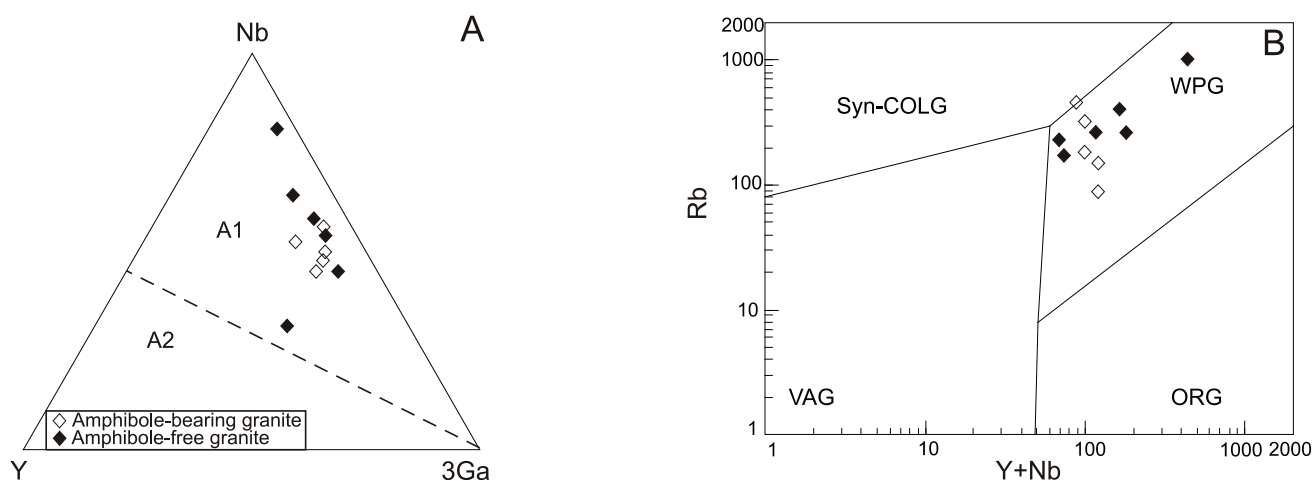 A
Nb
A1
A2
Amphibole-bearing granite
Amphibole-free granite
Y
3Ga
B
2000
1000
100
10
1
Rb
Syn-COLG
WPG
VAG
ORG
1
10
100
1000
2000
Y+Nb